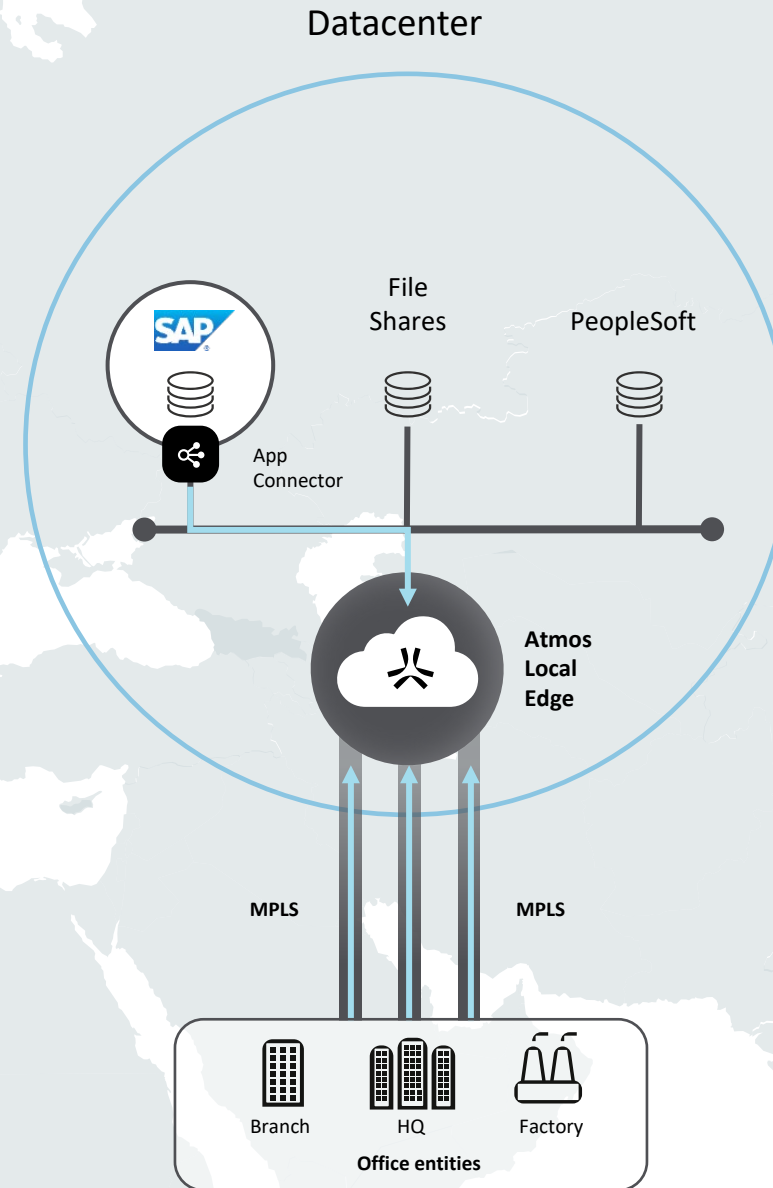 Datacenter
SAP
File
Shares
PeopleSoft
App
Connector
Atmos
Local
Edge
MPLS
MPLS
Branch
HQ
Factory
Office entities